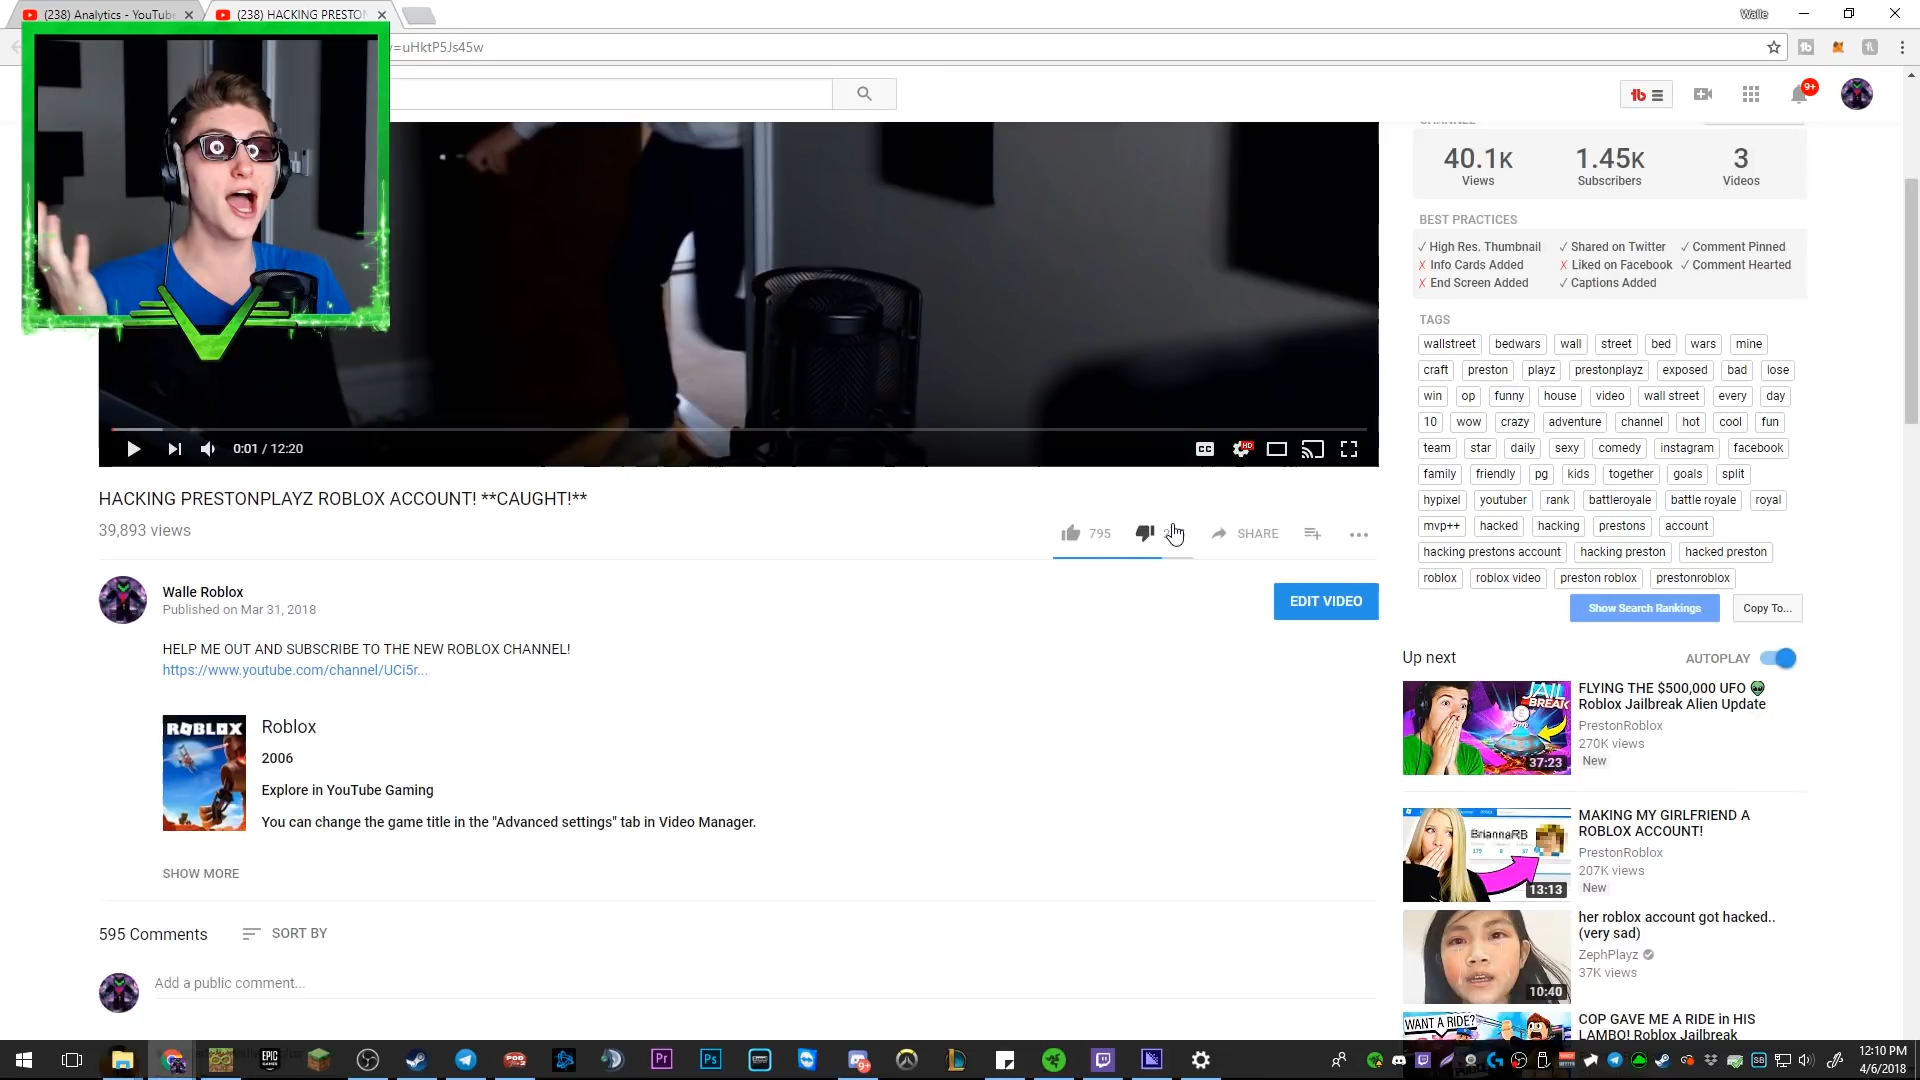 (238) Analytics - YouTube
(238) HACKING PRESTON
Walle
=uHktP5Js45w
9+
40.1K
1.45K
3
Views
Subscribers
Videos
BEST PRACTICES
High Res. Thumbnail
Shared on Twitter
Comment Pinned
Info Cards Added
Liked on Facebook
Comment Hearted
End Screen Added
Captions Added
TAGS
wallstreet bedwars wall street bed wars mine
craft preston playz prestonplayz exposed bad lose
win op funny house video wall street every day
10 wow crazy adventure channel hot cool fun
team star daily sexy comedy instagram facebook
family friendly pg kids together goals split
hypixel youtuber rank battleroyale battle royale royal
mvp++ hacked hacking prestons account
hacking prestons account hacking preston hacked preston
roblox roblox video preston roblox prestonroblox
Show Search Rankings
Copy To...
0:01 / 12:20
CC
HD
HACKING PRESTONPLAYZ ROBLOX ACCOUNT! **CAUGHT!**
39,893 views
795
SHARE
Walle Roblox
Published on Mar 31, 2018
EDIT VIDEO
HELP ME OUT AND SUBSCRIBE TO THE NEW ROBLOX CHANNEL!
https://www.youtube.com/channel/UCi5r...
ROBLOX
Roblox
2006
Explore in YouTube Gaming
You can change the game title in the "Advanced settings" tab in Video Manager.
SHOW MORE
595 Comments
SORT BY
Add a public comment...
Up next
AUTOPLAY
JAIL BREAK
37:23
FLYING THE $500,000 UFO 👽
Roblox Jailbreak Alien Update
PrestonRoblox
270K views
New
BriannaRB
13:13
MAKING MY GIRLFRIEND A
ROBLOX ACCOUNT!
PrestonRoblox
207K views
New
10:40
her roblox account got hacked..
(very sad)
ZephPlayz
37K views
WANT A RIDE?
COP GAVE ME A RIDE in HIS
LAMBO! Roblox Jailbreak
EPIC GAMES
Pr
Ps
12:10 PM
4/6/2018